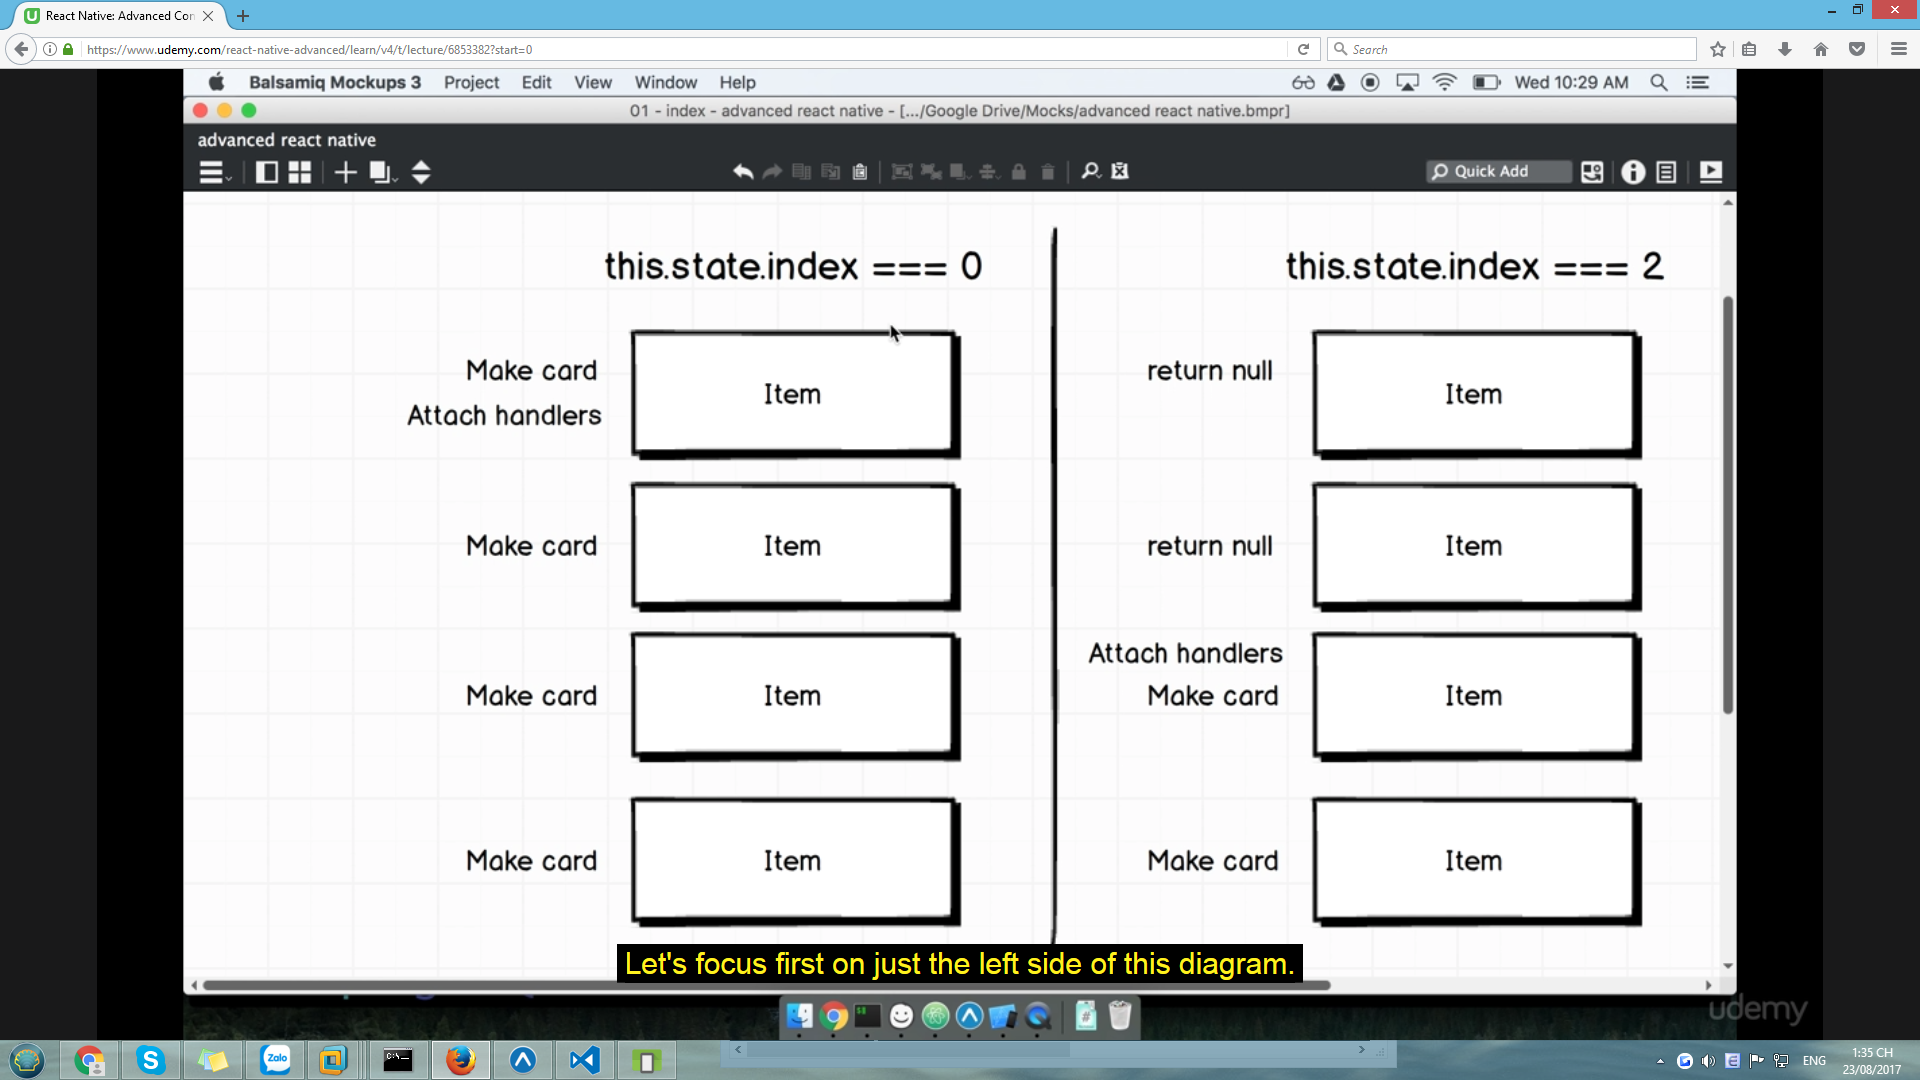 React Native: Advanced Con
https://www.udemy.com/react-native-advanced/learn/v4/t/lecture/6853382?start=0
Search
Balsamiq Mockups 3 Project Edit View Window Help
Wed 10:29 AM
01 - index - advanced react native - [.../Google Drive/Mocks/advanced react native.bmpr]
advanced react native
Quick Add
this.state.index === 0
this.state.index === 2
Make card
Attach handlers
Item
return null
Item
Make card
Item
return null
Item
Make card
Item
Attach handlers
Make card
Item
Make card
Item
Make card
Item
Let's focus first on just the left side of this diagram.
udemy
Zalo
C:\.
ENG
1:35 CH
23/08/2017